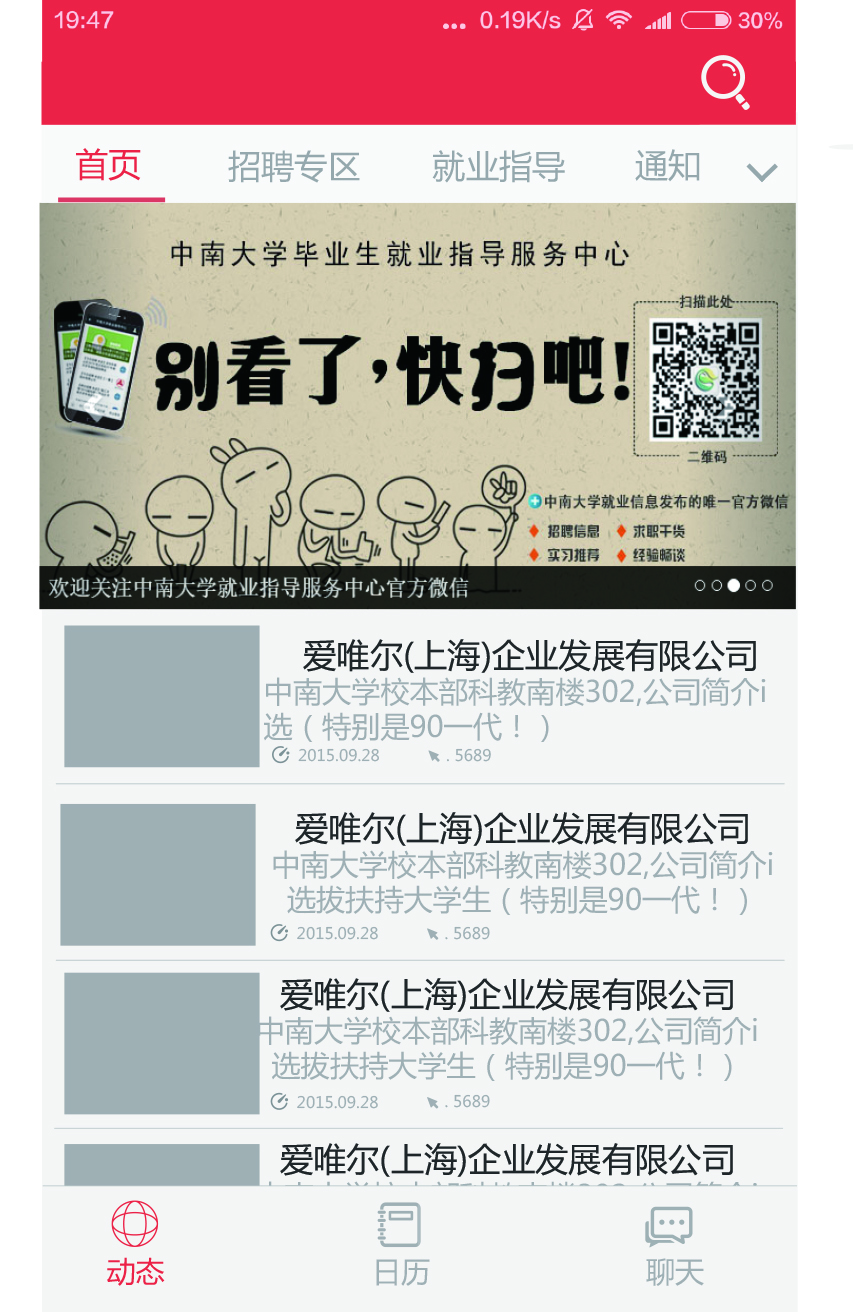 19:47 ... 0.19K/s 30%
首页 招聘专区 就业指导 通知
中南大学毕业生就业指导服务中心
扫描此处
别看了,快扫吧!
二维码
中南大学就业信息发布的唯一官方微信
招聘信息 求职干货
实习推荐 经验畅谈
欢迎关注中南大学就业指导服务中心官方微信
爱唯尔(上海)企业发展有限公司
中南大学校本部科教南楼302,公司简介i
选（特别是90一代！）
2015.09.28 . 5689
爱唯尔(上海)企业发展有限公司
中南大学校本部科教南楼302,公司简介i
选拔扶持大学生（特别是90一代！）
2015.09.28 . 5689
爱唯尔(上海)企业发展有限公司
中南大学校本部科教南楼302,公司简介i
选拔扶持大学生（特别是90一代！）
2015.09.28 . 5689
爱唯尔(上海)企业发展有限公司
动态 日历 聊天